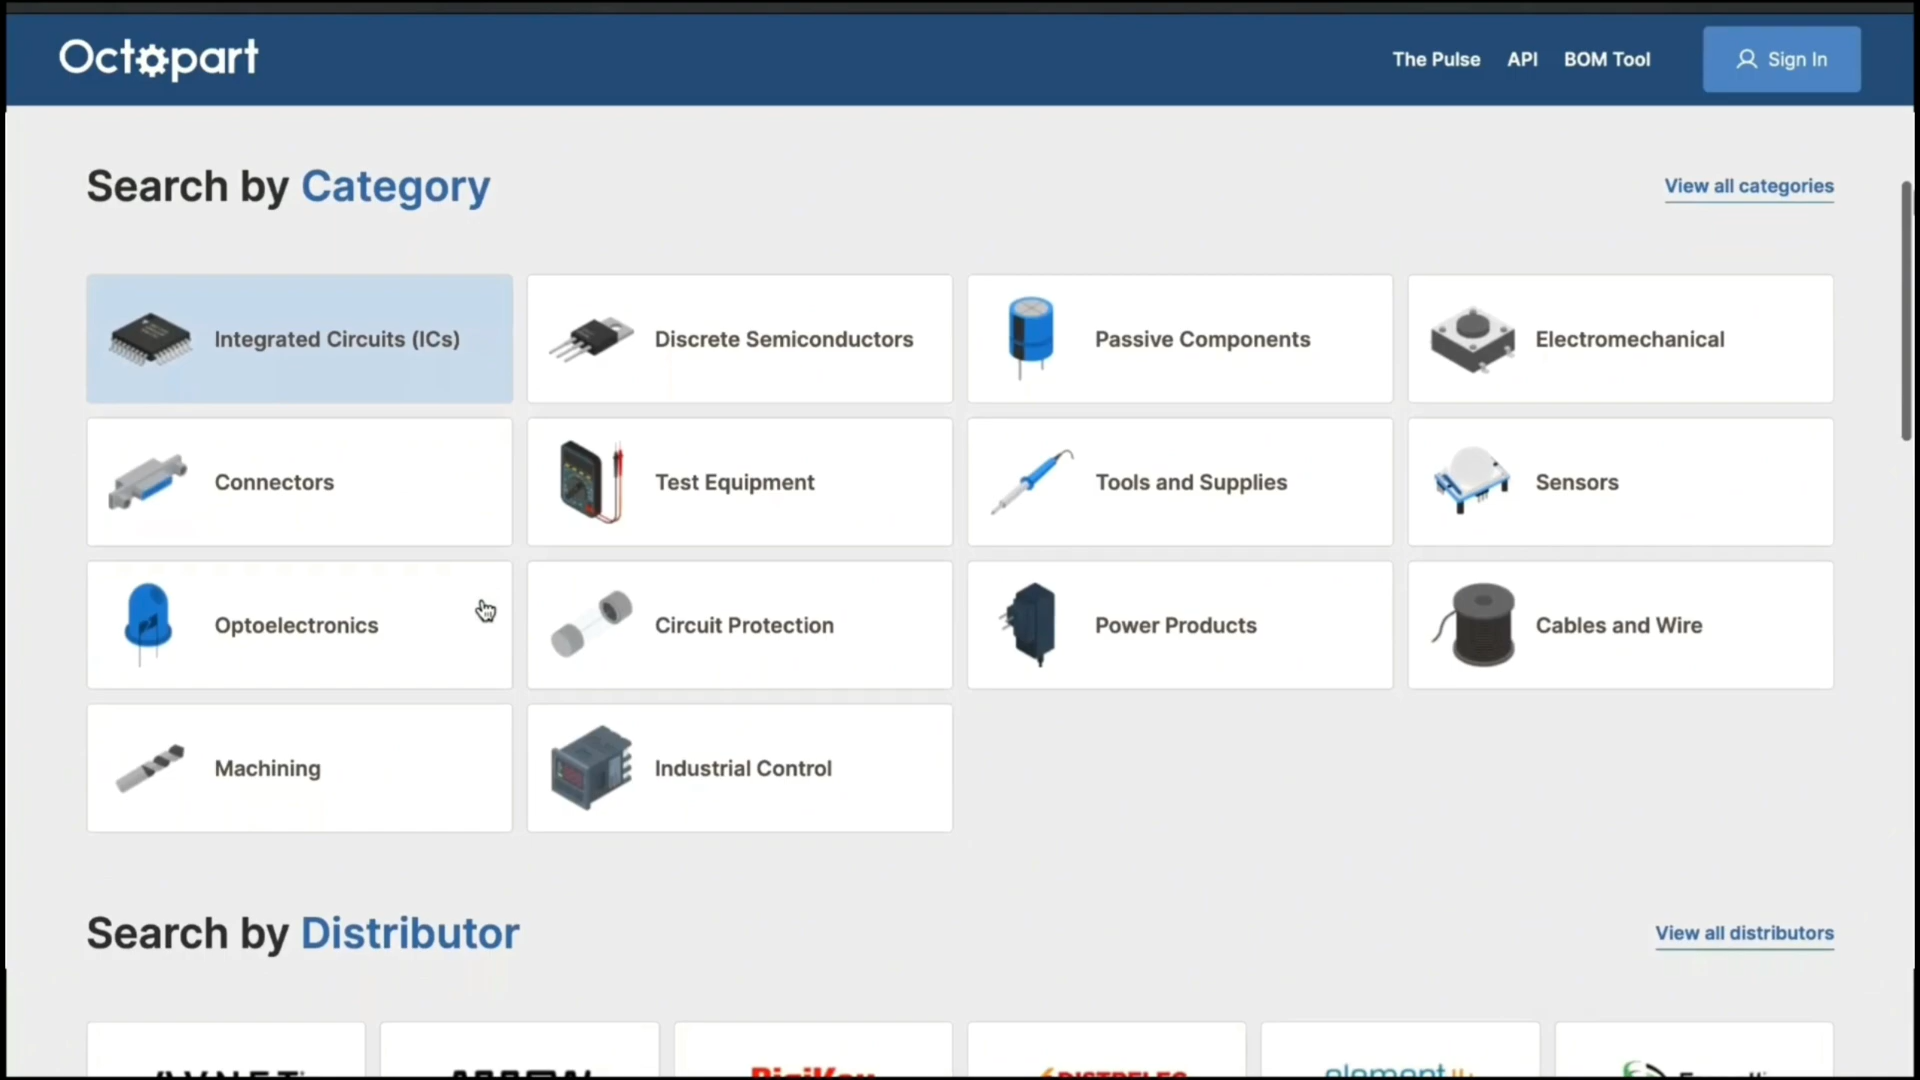 Octopart
The Pulse API BOM Tool Sign In
Search by Category
View all categories
Integrated Circuits (ICs)
Discrete Semiconductors
Passive Components
Electromechanical
Connectors
Test Equipment
Tools and Supplies
Sensors
Optoelectronics
Circuit Protection
Power Products
Cables and Wire
Machining
Industrial Control
Search by Distributor
View all distributors